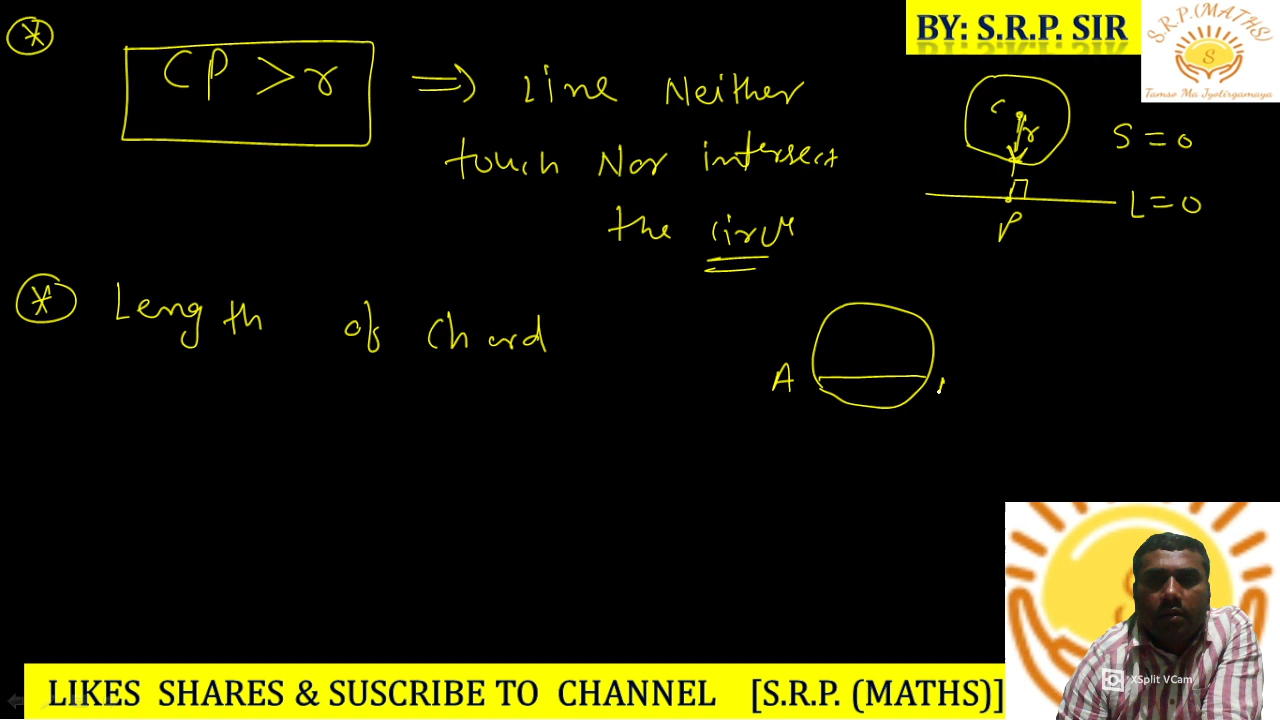 BY: S.R.P. SIR
S.R.P.(MATHS)
S
Tamso Ma Jyotirgamaya
*
CP > r ⇒ Line Neither
touch Nor intersect
the
C
r
S = 0
L = 0
P
* Length of Chord
A
LIKES SHARES & SUSCRIBE TO CHANNEL [S.R.P. (MATHS)]
XSplit VCam